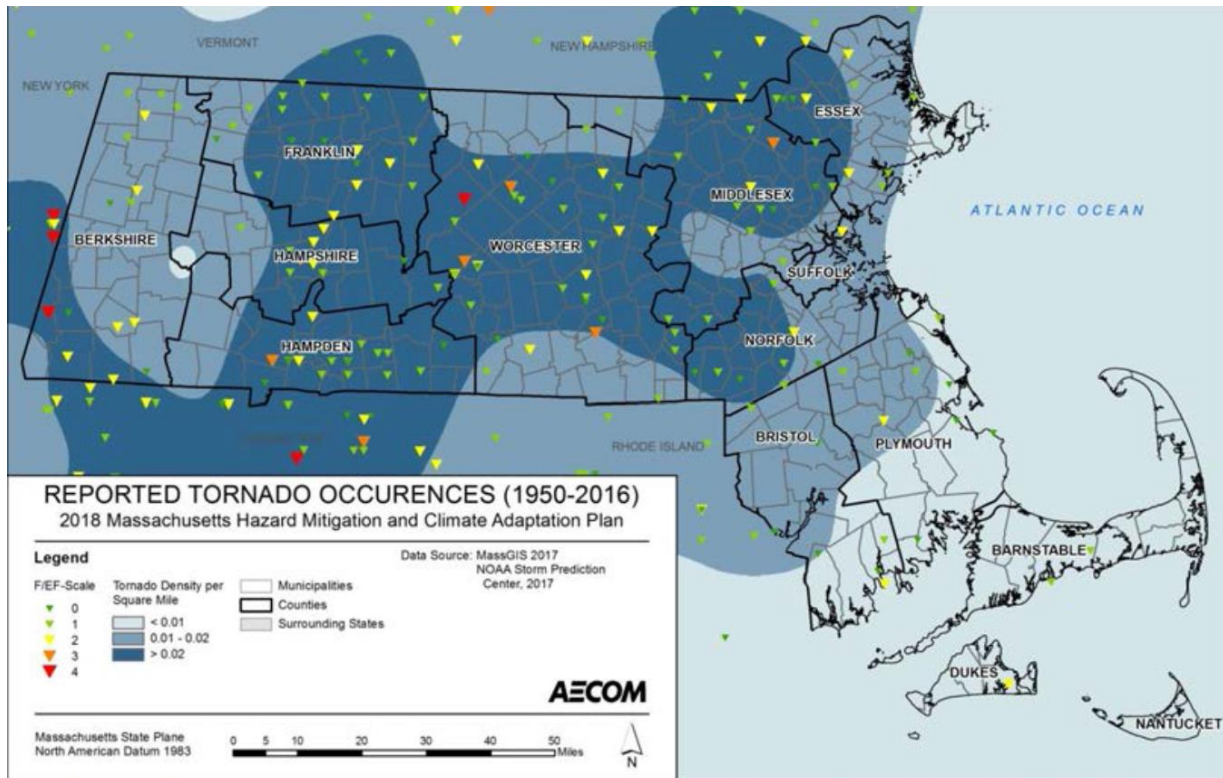 VERMONT
NEW HAMPSHIRE
NEW YORK
ESSEX
FRANKLIN
MIDDLESEX
ATLANTIC OCEAN
BERKSHIRE
WORCESTER
HAMPSHIRE
SUFFOLK
NORFOLK
HAMPDEN
BRISTOL
PLYMOUTH
RHODE ISLAND
BARNSTABLE
DUKES
NANTUCKET
REPORTED TORNADO OCCURENCES (1950-2016)
2018 Massachusetts Hazard Mitigation and Climate Adaptation Plan
Legend
F/EF-Scale
0
1
2
3
4
Tornado Density per
Square Mile
< 0.01
0.01 - 0.02
> 0.02
Municipalities
Counties
Surrounding States
Data Source: MassGIS 2017
NOAA Storm Prediction
Center, 2017
AECOM
Massachusetts State Plane
North American Datum 1983
0 5 10 20 30 40 50
Miles
N